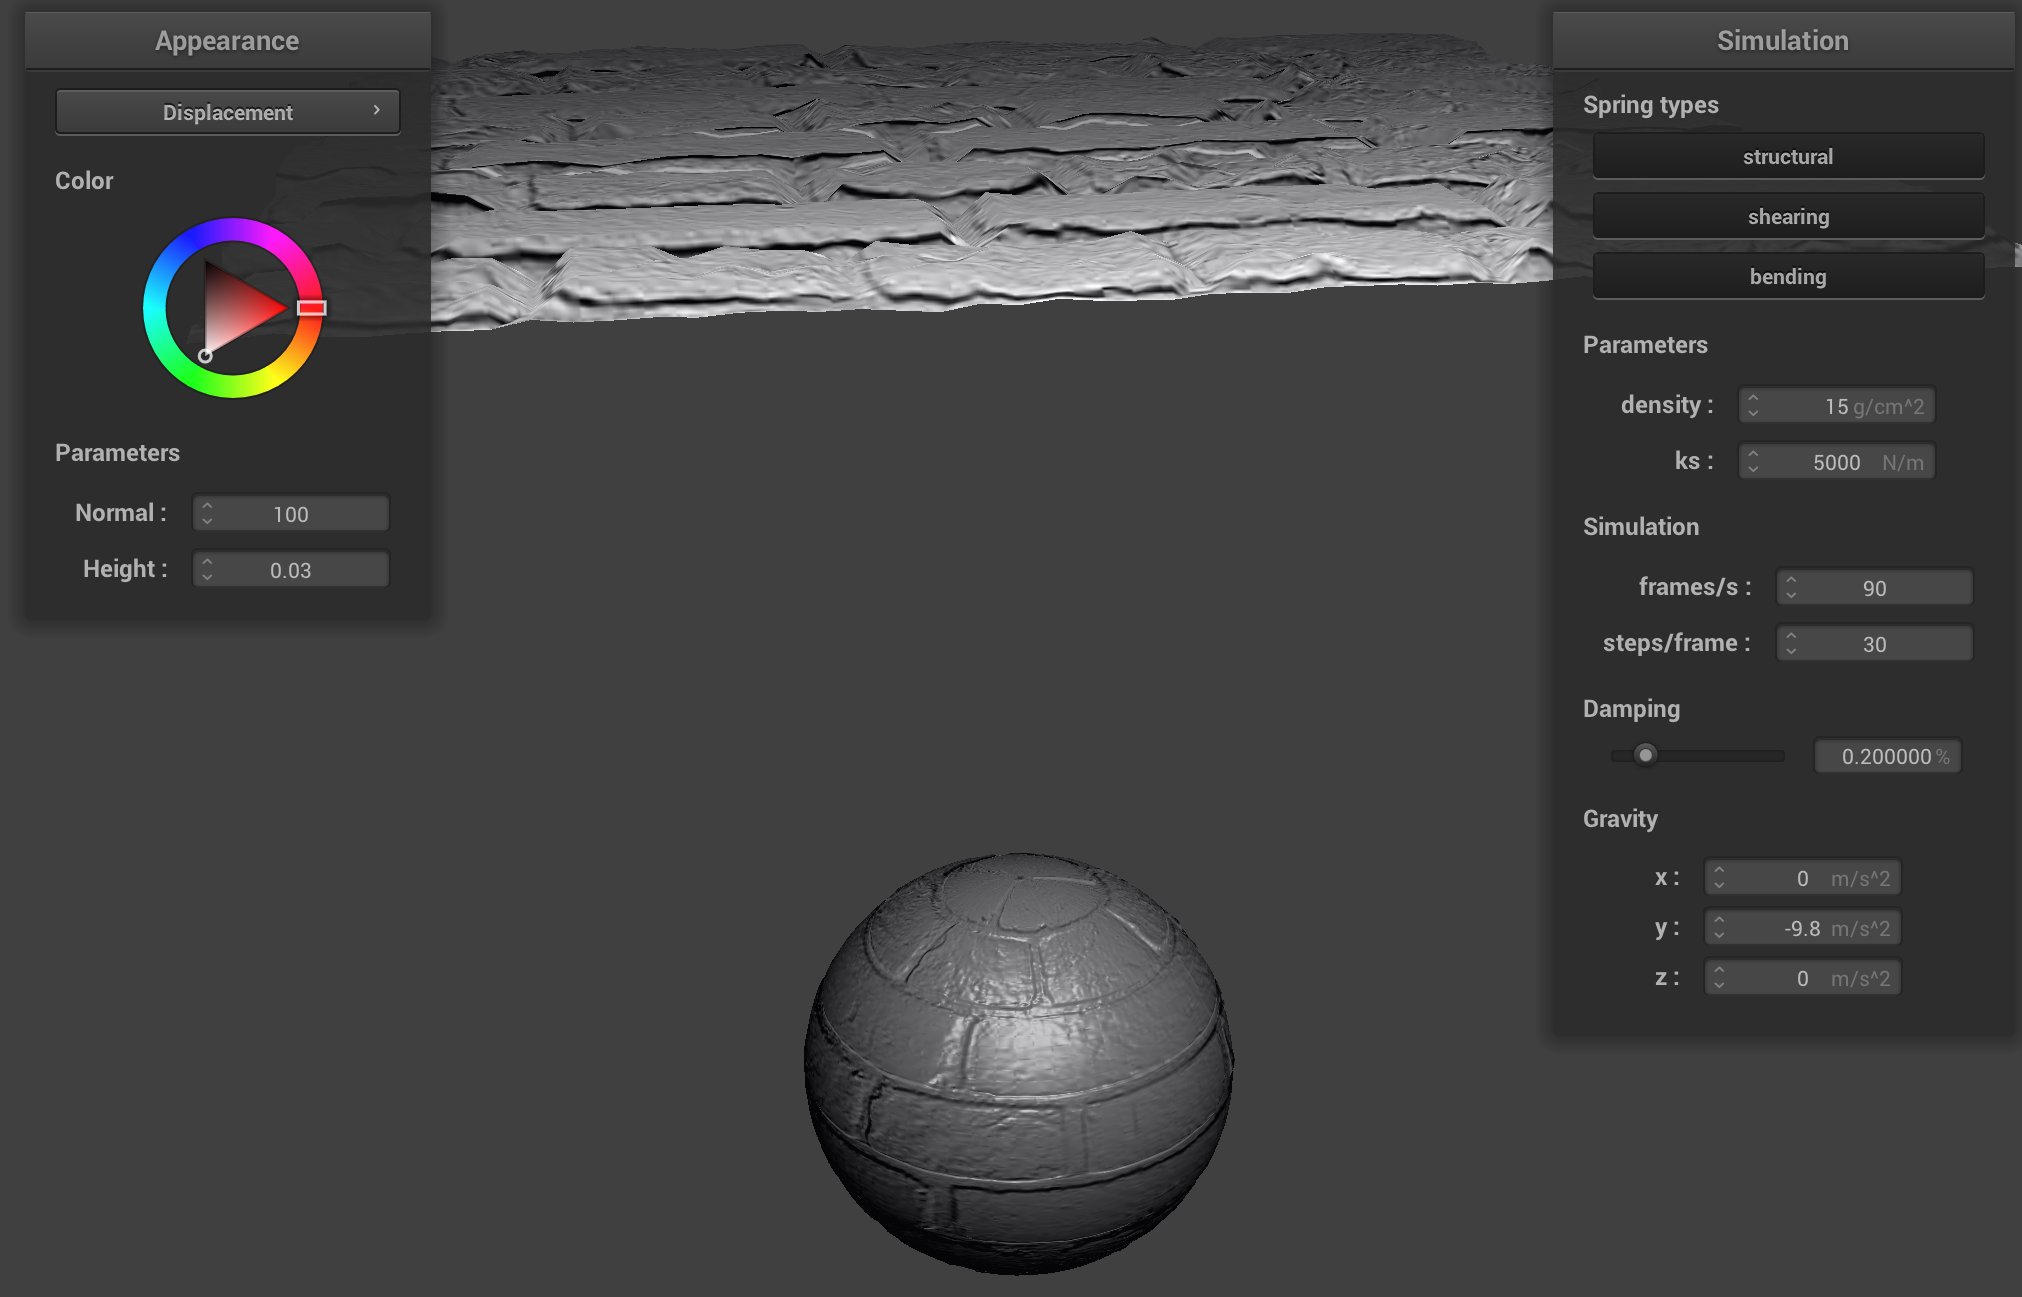 Appearance
Displacement
Color
Parameters
Normal : 100
Height : 0.03
Simulation
Spring types
structural
shearing
bending
Parameters
density : 15 g/cm^2
ks : 5000 N/m
Simulation
frames/s : 90
steps/frame : 30
Damping
0.200000 %
Gravity
x : 0 m/s^2
y : -9.8 m/s^2
z : 0 m/s^2